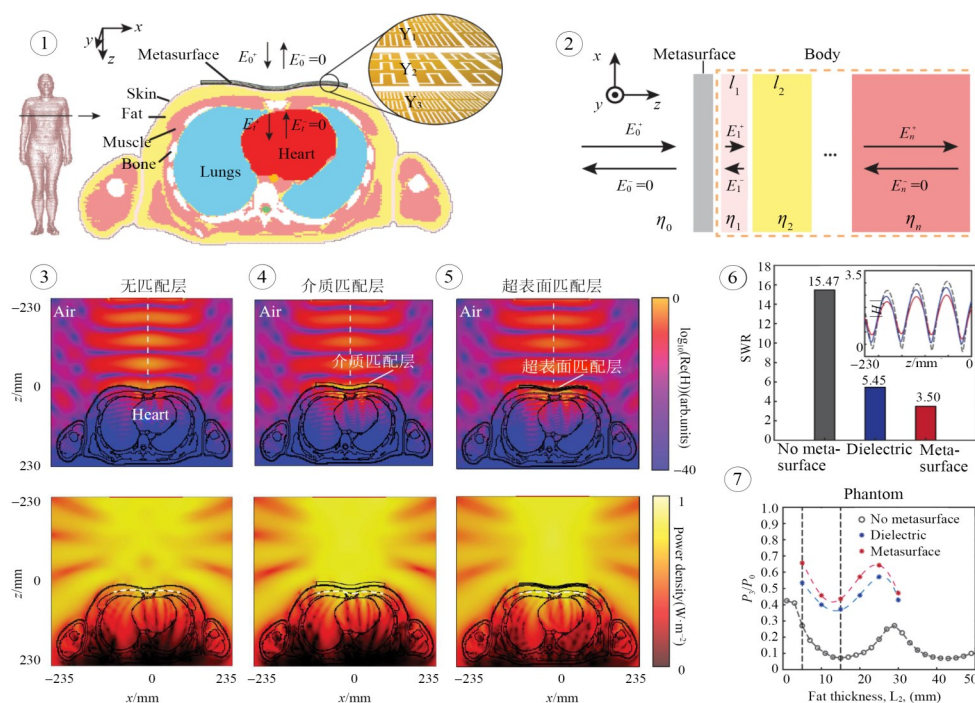 ①
x
y
z
Metasurface
E₀⁺
E₀⁻=0
Y₁
Y₂
Y₃
Skin
Fat
Muscle
Bone
Eₜ⁻=0
Lungs
Heart
②
Metasurface
Body
x
y
z
l₁
l₂
E₀⁺
E₁⁺
...
Eₙ⁺
E₀⁻=0
E₁⁻
Eₙ⁻=0
η₀
η₁
η₂
ηₙ
③
无匹配层
④
介质匹配层
⑤
超表面匹配层
−230
0
230
z/mm
Air
Heart
Air
介质匹配层
Air
超表面匹配层
0
−40
log₁₀(Re(H))(arb.units)
−230
0
230
z/mm
−235
235
−235
235
−235
235
x/mm
x/mm
x/mm
1
0
Power density(W·m⁻²)
⑥
SWR
18
16
14
12
10
8
6
4
2
0
15.47
5.45
3.50
3.5
H
−230
z/mm
0
No meta-
surface
Dielectric
Meta-
surface
⑦
Phantom
P₃/P₀
1.0
0.9
0.8
0.7
0.6
0.5
0.4
0.3
0.2
0.1
0
No metasurface
Dielectric
Metasurface
0 10 20 30 40 50
Fat thickness, L₂, (mm)